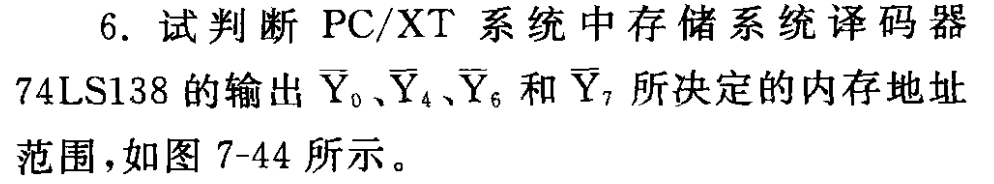 6. 试判断 PC/XT 系统中存储系统译码器
74LS138 的输出 Y̅₀、Y̅₄、Y̅₆ 和 Y̅₇ 所决定的内存地址
范围,如图 7-44 所示。